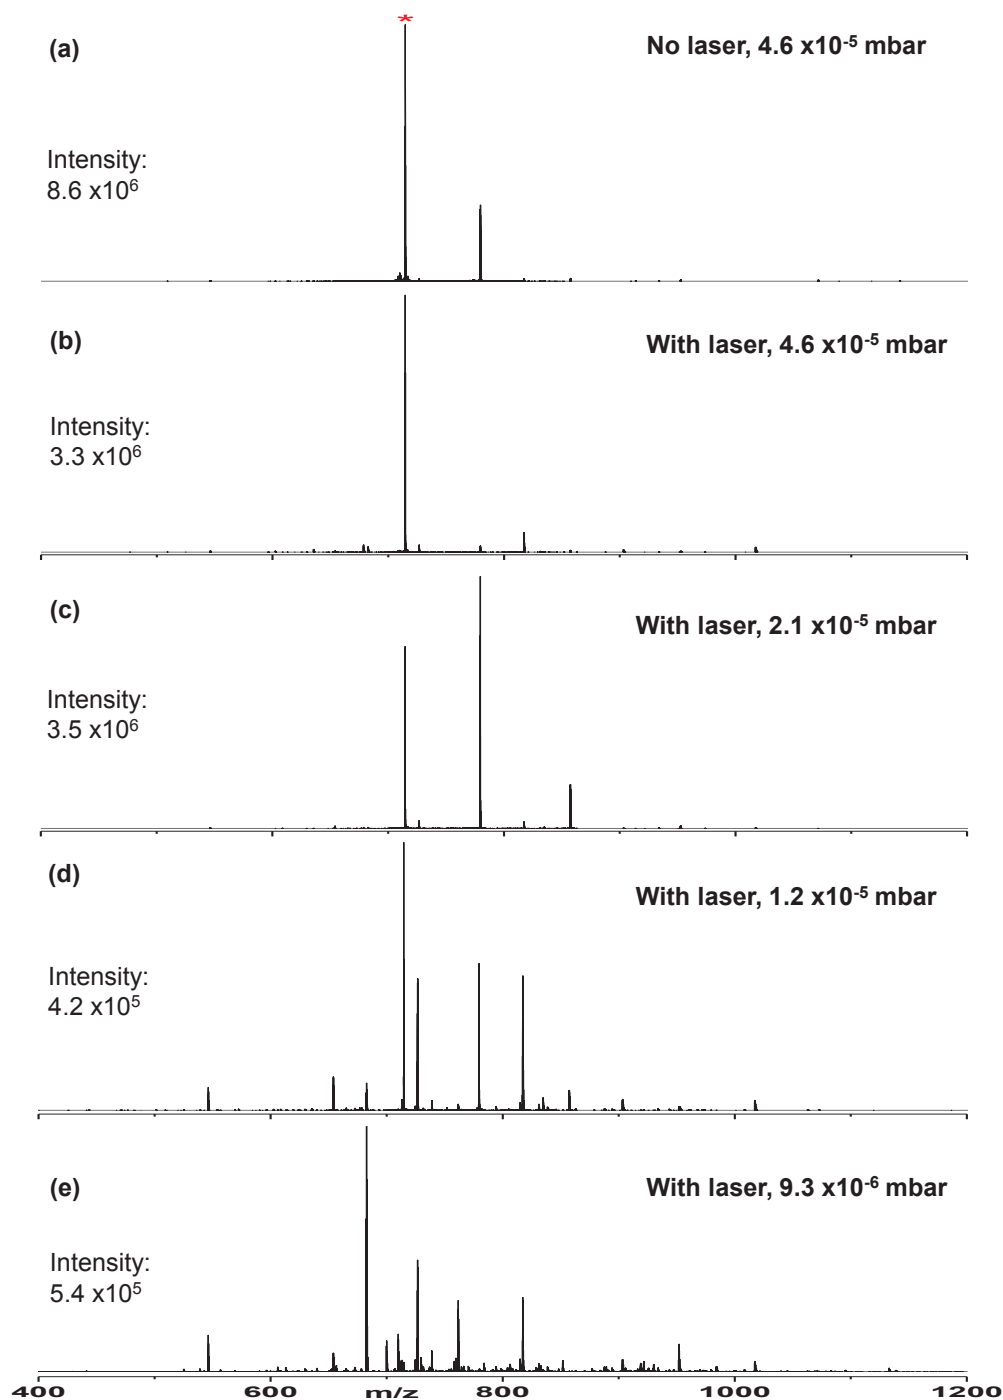 *
(a)
No laser, 4.6 x10⁻⁵ mbar
Intensity:
8.6 x10⁶
(b)
With laser, 4.6 x10⁻⁵ mbar
Intensity:
3.3 x10⁶
(c)
With laser, 2.1 x10⁻⁵ mbar
Intensity:
3.5 x10⁶
(d)
With laser, 1.2 x10⁻⁵ mbar
Intensity:
4.2 x10⁵
(e)
With laser, 9.3 x10⁻⁶ mbar
Intensity:
5.4 x10⁵
400 600 m/z 800 1000 1200